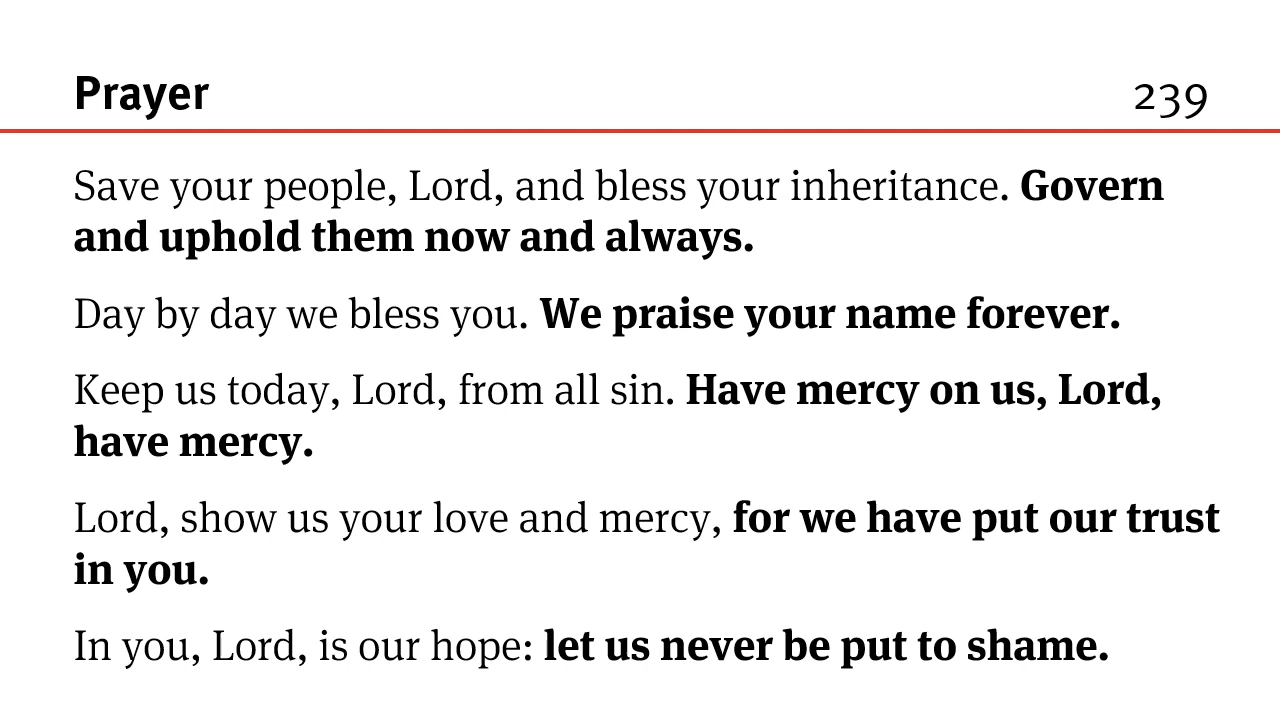 Prayer 239
Save your people, Lord, and bless your inheritance. Govern
and uphold them now and always.
Day by day we bless you. We praise your name forever.
Keep us today, Lord, from all sin. Have mercy on us, Lord,
have mercy.
Lord, show us your love and mercy, for we have put our trust
in you.
In you, Lord, is our hope: let us never be put to shame.